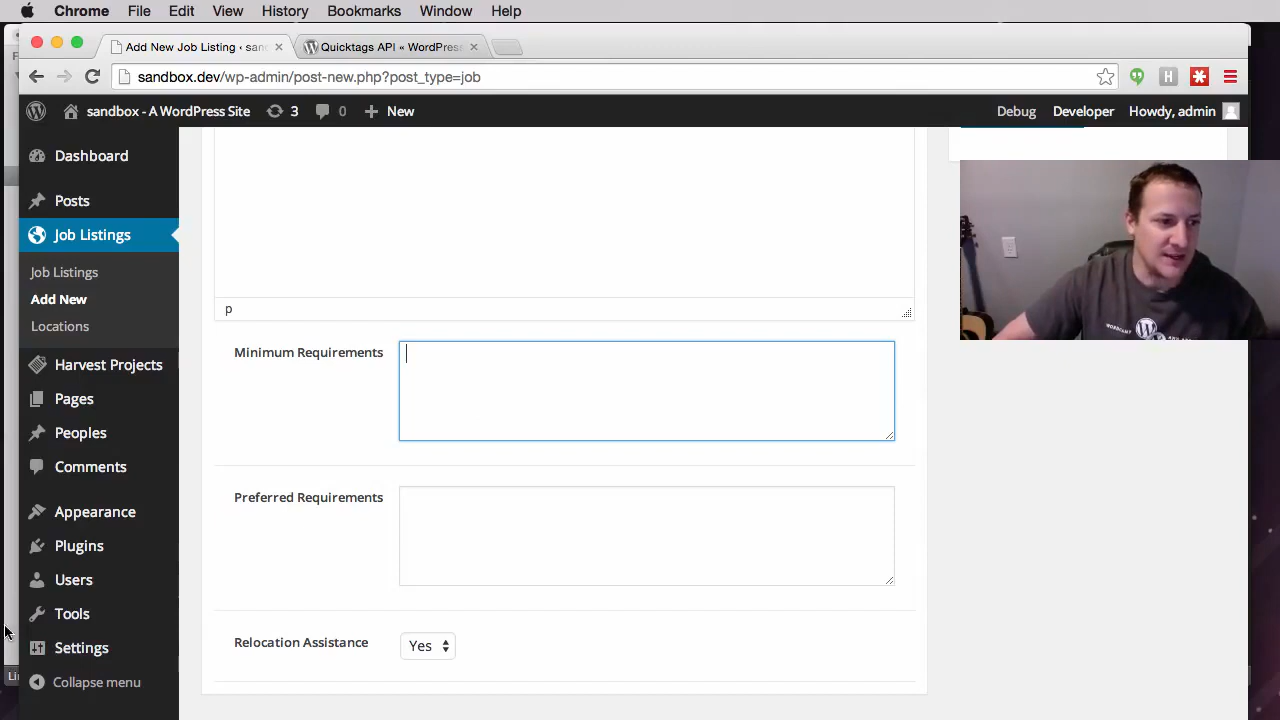 Chrome File Edit View History Bookmarks Window Help
Add New Job Listing ‹ san
Quicktags API « WordPress
sandbox.dev/wp-admin/post-new.php?post_type=job
sandbox - A WordPress Site 3 0 New Debug Developer Howdy, admin
Dashboard
Posts
Job Listings
Job Listings
Add New
Locations
Harvest Projects
Pages
Peoples
Comments
Appearance
Plugins
Users
Tools
Settings
Collapse menu
p
Minimum Requirements
Preferred Requirements
Relocation Assistance Yes